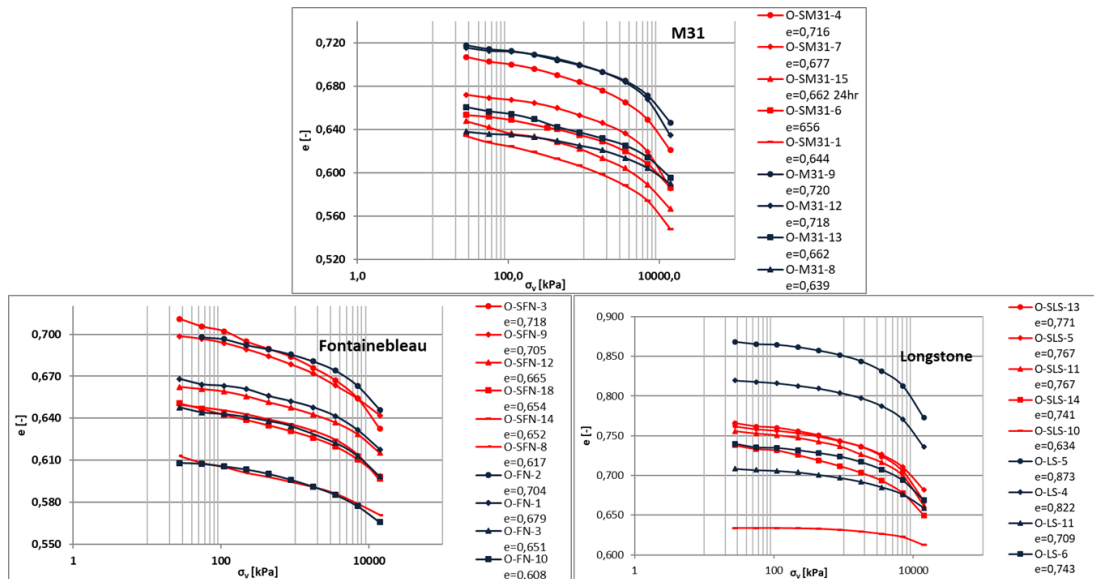 M31
0,720
0,680
0,640
0,600
0,560
0,520
e [-]
1,0
100,0
10000,0
σv [kPa]
O-SM31-4
e=0,716
O-SM31-7
e=0,677
O-SM31-15
e=0,662 24hr
O-SM31-6
e=656
O-SM31-1
e=0,644
O-M31-9
e=0,720
O-M31-12
e=0,718
O-M31-13
e=0,662
O-M31-8
e=0,639
Fontainebleau
0,700
0,670
0,640
0,610
0,580
0,550
e [-]
1
100
10000
σv [kPa]
O-SFN-3
e=0,718
O-SFN-9
e=0,705
O-SFN-12
e=0,665
O-SFN-18
e=0,654
O-SFN-14
e=0,652
O-SFN-8
e=0,617
O-FN-2
e=0,704
O-FN-1
e=0,679
O-FN-3
e=0,651
O-FN-10
e=0,608
Longstone
0,900
0,850
0,800
0,750
0,700
0,650
0,600
e [-]
1
100
10000
σv [kPa]
O-SLS-13
e=0,771
O-SLS-5
e=0,767
O-SLS-11
e=0,767
O-SLS-14
e=0,741
O-SLS-10
e=0,634
O-LS-5
e=0,873
O-LS-4
e=0,822
O-LS-11
e=0,709
O-LS-6
e=0,743